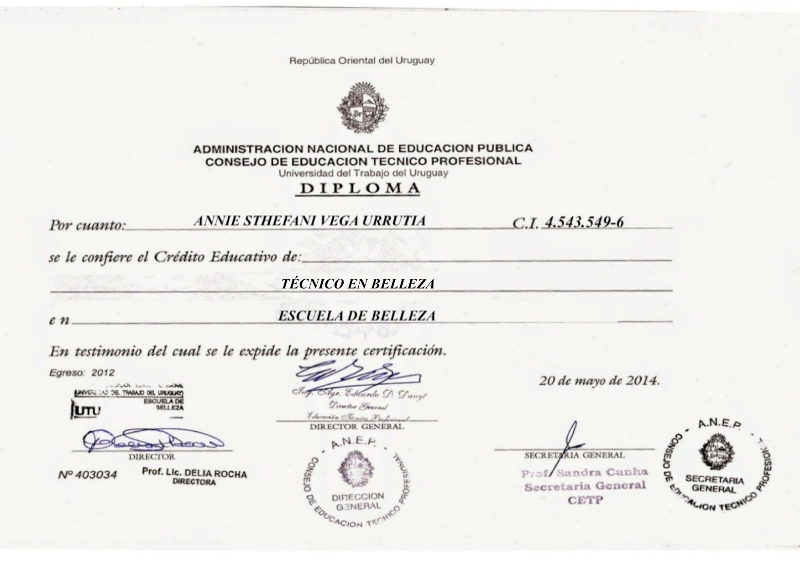 República Oriental del Uruguay
ADMINISTRACION NACIONAL DE EDUCACION PUBLICA
CONSEJO DE EDUCACION TECNICO PROFESIONAL
Universidad del Trabajo del Uruguay
DIPLOMA
Por cuanto: ANNIE STHEFANI VEGA URRUTIA C.I. 4.543.549-6
se le confiere el Crédito Educativo de:
TÉCNICO EN BELLEZA
en ESCUELA DE BELLEZA
En testimonio del cual se le expide la presente certificación.
Egreso: 2012
20 de mayo de 2014.
TRABAJO DEL URUGUAY
UTU
ESCUELA DE
BELLEZA
DIRECTOR
Nº 403034
Prof. Lic. DELIA ROCHA
DIRECTORA
Ing. Agr. Eduardo D.
Director General
Educación Técnico Profesional
DIRECTOR GENERAL
A.N.E.P.
CONSEJO DE EDUCACION TECNICO PROFESIONAL
DIRECCION
GENERAL
SECRETARIA GENERAL
Prof. Sandra Cunha
Secretaria General
CETP
A.N.E.P.
CONSEJO DE EDUCACION TECNICO PROFESIONAL
SECRETARIA
GENERAL